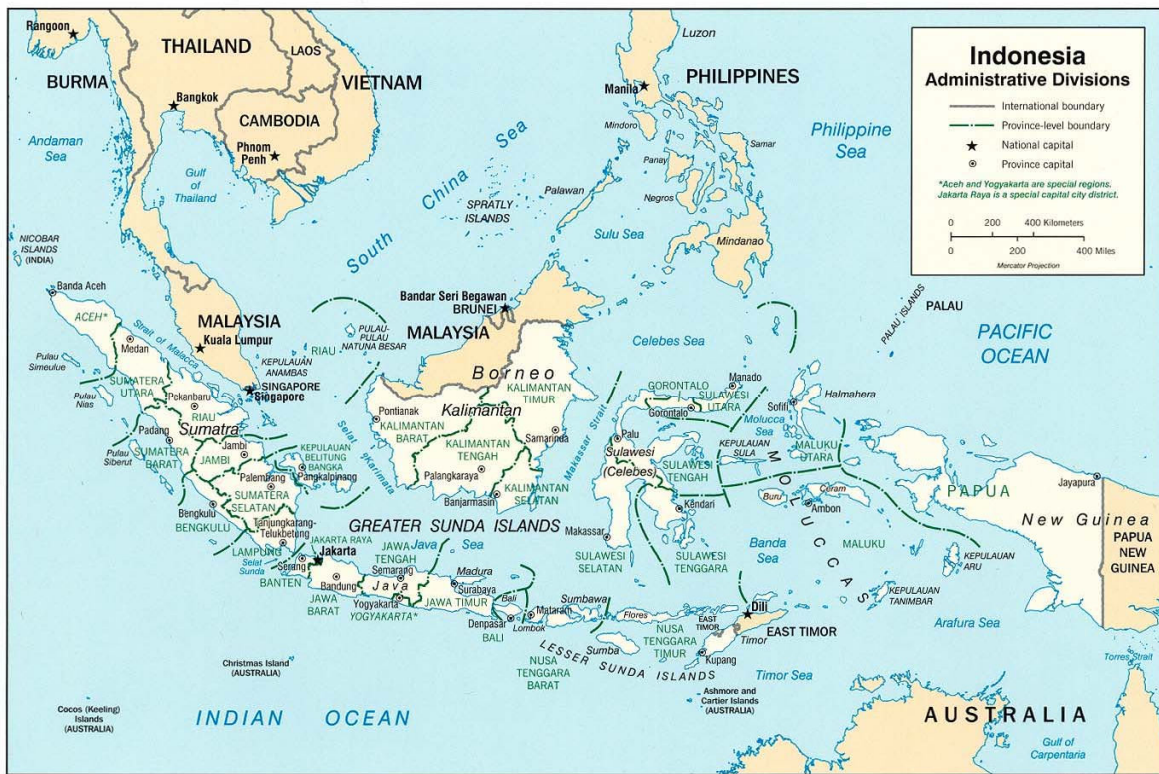 Indonesia
Administrative Divisions
International boundary
Province-level boundary
National capital
Province capital
*Aceh and Yogyakarta are special regions.
Jakarta Raya is a special capital city district.
0 200 400 Kilometers
0 200 400 Miles
Mercator Projection
Rangoon
THAILAND
LAOS
BURMA
VIETNAM
Bangkok
CAMBODIA
Phnom
Penh
Andaman
Sea
Gulf
of
Thailand
NICOBAR
ISLANDS
(INDIA)
South China Sea
SPRATLY
ISLANDS
Luzon
PHILIPPINES
Manila
Mindoro
Samar
Panay
Palawan
Negros
Sulu Sea
Mindanao
Philippine
Sea
PALAU ISLANDS
PALAU
PACIFIC
OCEAN
Banda Aceh
ACEH*
Medan
Strait of Malacca
MALAYSIA
Kuala Lumpur
KEPULAUAN
ANAMBAS
PULAU-
PULAU
NATUNA BESAR
RIAU
SINGAPORE
Singapore
Pulau
Simeulue
Pulau
Nias
SUMATERA
UTARA
Pekanbaru
RIAU
Sumatra
Padang
Pulau
Siberut
SUMATERA
BARAT
Jambi
JAMBI
KEPULAUAN
BELITUNG
BANGKA
Pangkalpinang
Selat
Karimata
Palembang
SUMATERA
SELATAN
Bengkulu
BENGKULU
Tanjungkarang-
Telukbetung
LAMPUNG
Selat
Sunda
Bandar Seri Begawan
BRUNEI
MALAYSIA
Borneo
Kalimantan
KALIMANTAN
TIMUR
Pontianak
KALIMANTAN
BARAT
KALIMANTAN
TENGAH
Samarinda
Palangkaraya
Banjarmasin
KALIMANTAN
SELATAN
Makassar Strait
Celebes Sea
GORONTALO
Gorontalo
SULAWESI
UTARA
Manado
Palu
Sulawesi
(Celebes)
SULAWESI
TENGAH
Kendari
Makassar
SULAWESI
SELATAN
SULAWESI
TENGGARA
Molucca
Sea
Sofifi
Halmahera
MALUKU
UTARA
KEPULAUAN
SULA
MOLUCCAS
Buru
Ceram
Ambon
Banda
Sea
MALUKU
PAPUA
Jayapura
New Guinea
PAPUA
NEW
GUINEA
KEPULAUAN
ARU
KEPULAUAN
TANIMBAR
Arafura Sea
Torres Strait
GREATER SUNDA ISLANDS
JAKARTA RAYA
Jakarta
Serang
BANTEN
Bandung
JAWA
BARAT
JAWA
TENGAH
Semarang
Java
Yogyakarta
YOGYAKARTA*
Java
Sea
Madura
Surabaya
JAWA TIMUR
Bali
Denpasar
BALI
Mataram
Lombok
Sumbawa
NUSA
TENGGARA
BARAT
LESSER SUNDA ISLANDS
Sumba
Flores
NUSA
TENGGARA
TIMUR
EAST
TIMOR
Dili
EAST TIMOR
Timor
Kupang
Timor Sea
Ashmore and
Cartier Islands
(AUSTRALIA)
Christmas Island
(AUSTRALIA)
Cocos (Keeling)
Islands
(AUSTRALIA)
INDIAN OCEAN
AUSTRALIA
Gulf of
Carpentaria